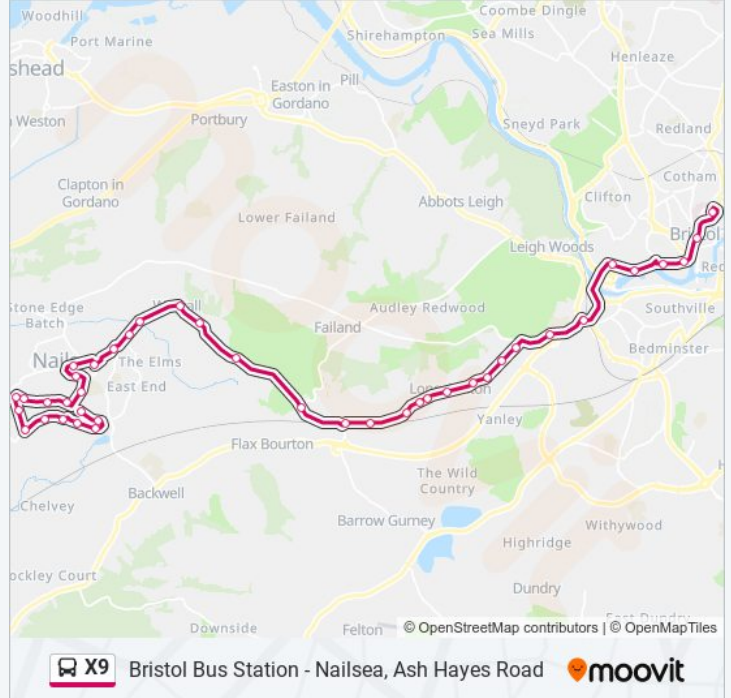 Woodhill
Coombe Dingle
Port Marine
Shirehampton
Sea Mills
Henleaze
shead
Easton in
Gordano
Pill
Weston
Portbury
Sneyd Park
Redland
Cotham
Clapton in
Gordano
Abbots Leigh
Clifton
Lower Failand
Bristol
Leigh Woods
Stone Edge
Batch
Audley Redwood
Southville
Failand
Bedminster
The Elms
East End
Yanley
Flax Bourton
The Wild
Country
Backwell
Chelvey
Barrow Gurney
Withywood
Highridge
ockley Court
Dundry
Downside
Felton
© OpenStreetMap contributors | © OpenMapTiles
X9
Bristol Bus Station - Nailsea, Ash Hayes Road
moovit